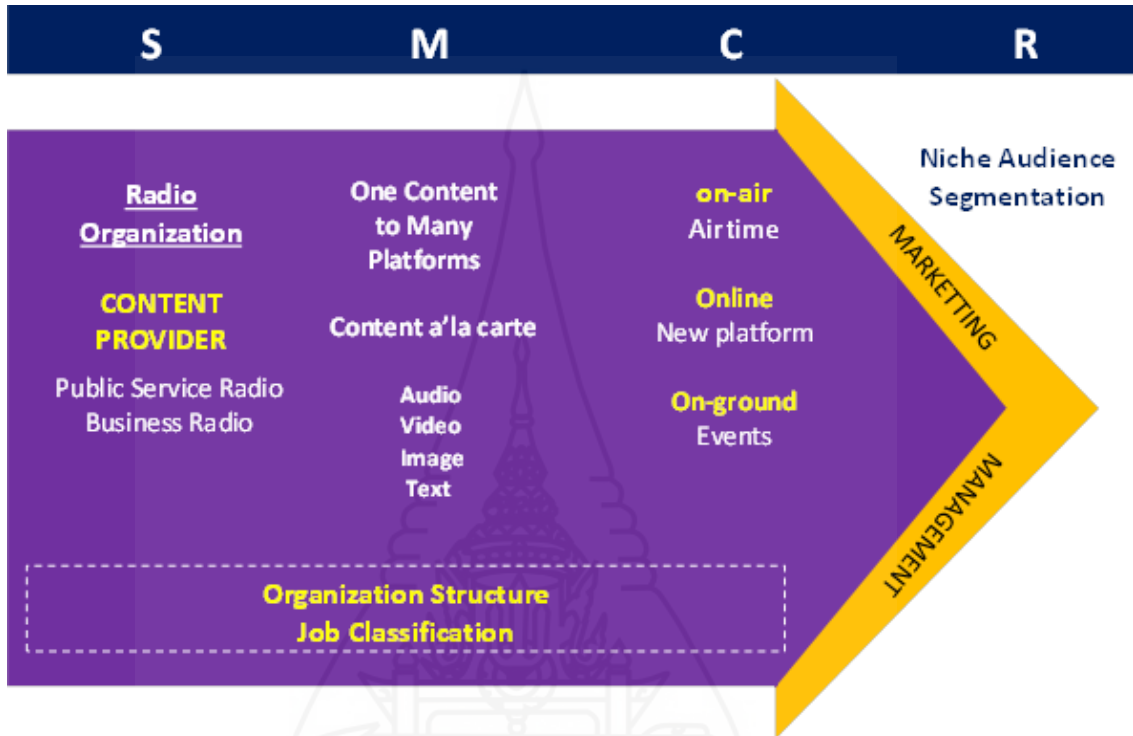 S
M
C
R
Radio
Organization
CONTENT
PROVIDER
Public Service Radio
Business Radio
One Content
to Many
Platforms
Content a'la carte
Audio
Video
Image
Text
on-air
Airtime
Online
New platform
On-ground
Events
Organization Structure
Job Classification
MARKETTING
MANAGEMENT
Niche Audience
Segmentation